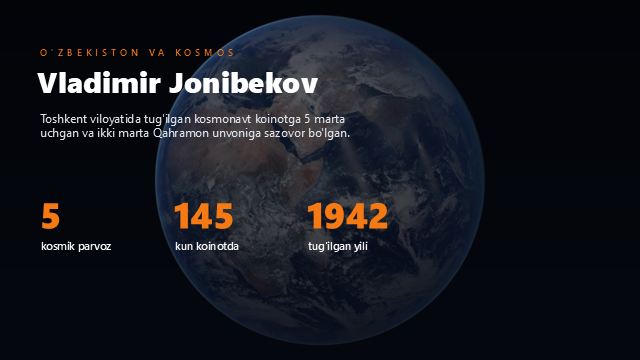 O'ZBEKISTON VA KOSMOS
Vladimir Jonibekov
Toshkent viloyatida tug'ilgan kosmonavt koinotga 5 marta
uchgan va ikki marta Qahramon unvoniga sazovor bo'lgan.
5 145 1942
kosmik parvoz kun koinotda tug'ilgan yili